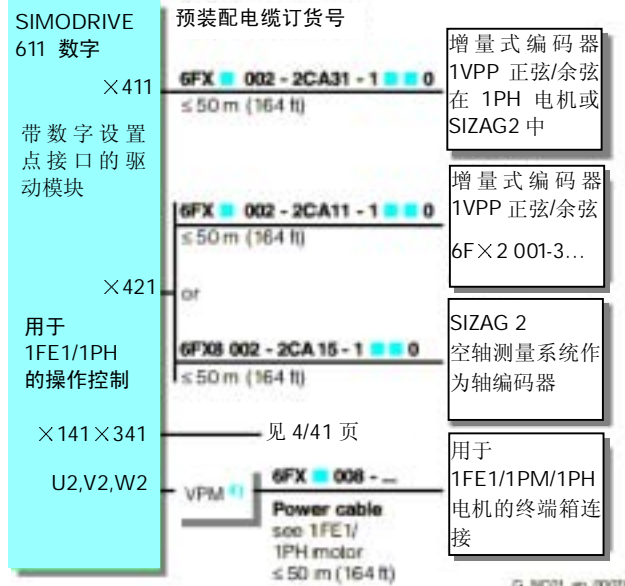 SIMODRIVE
611 数字
预装配电缆订货号
×411
6FX 002 - 2CA31 - 1 0
≤ 50 m (164 ft)
增量式编码器
1VPP 正弦/余弦
在 1PH 电机或
SIZAG2 中
带数字设置
点接口的驱
动模块
6FX 002 - 2CA11 - 1 0
≤ 50 m (164 ft)
增量式编码器
1VPP 正弦/余弦
6F×2 001-3…
×421
or
用于
1FE1/1PH
的操作控制
6FX8 002 - 2CA 15 - 1 0
≤ 50 m (164 ft)
SIZAG 2
空轴测量系统作
为轴编码器
×141×341
见 4/41 页
U2,V2,W2
VPM
6FX 008 - ...
Power cable
see 1FE1/
1PH motor
≤ 50 m (164 ft)
用于
1FE1/1PM/1PH
电机的终端箱连
接